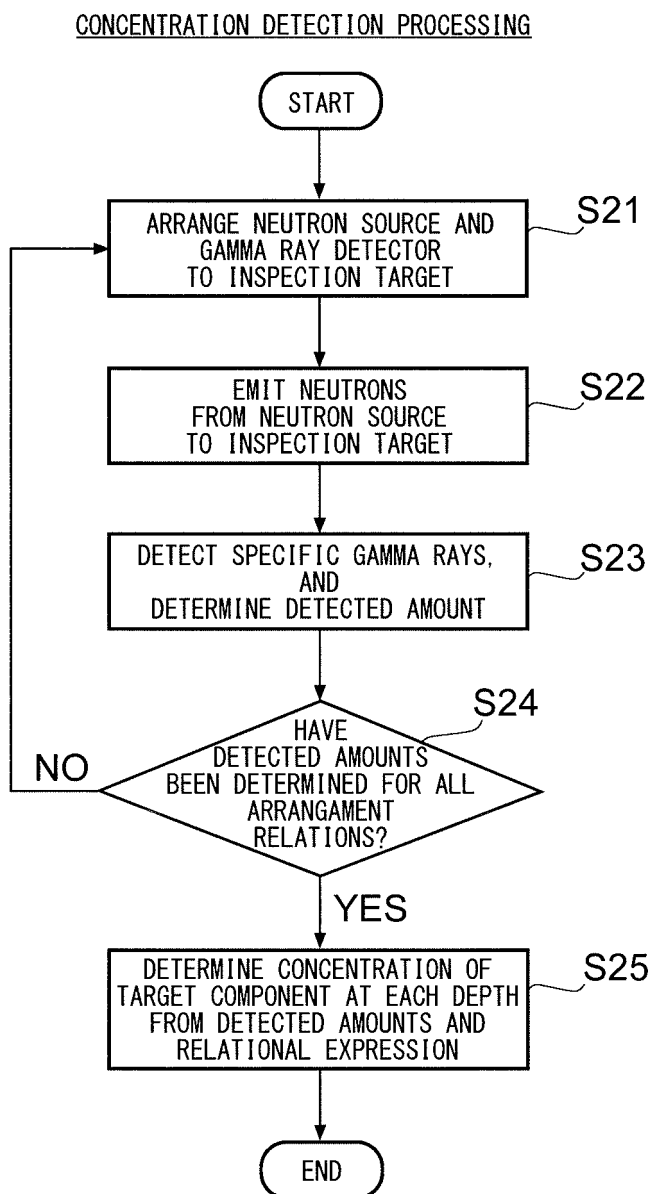 CONCENTRATION DETECTION PROCESSING
START
ARRANGE NEUTRON SOURCE AND
GAMMA RAY DETECTOR
TO INSPECTION TARGET
S21
EMIT NEUTRONS
FROM NEUTRON SOURCE
TO INSPECTION TARGET
S22
DETECT SPECIFIC GAMMA RAYS,
AND
DETERMINE DETECTED AMOUNT
S23
S24
HAVE
DETECTED AMOUNTS
BEEN DETERMINED FOR ALL
ARRANGAMENT
RELATIONS?
NO
YES
DETERMINE CONCENTRATION OF
TARGET COMPONENT AT EACH DEPTH
FROM DETECTED AMOUNTS AND
RELATIONAL EXPRESSION
S25
END